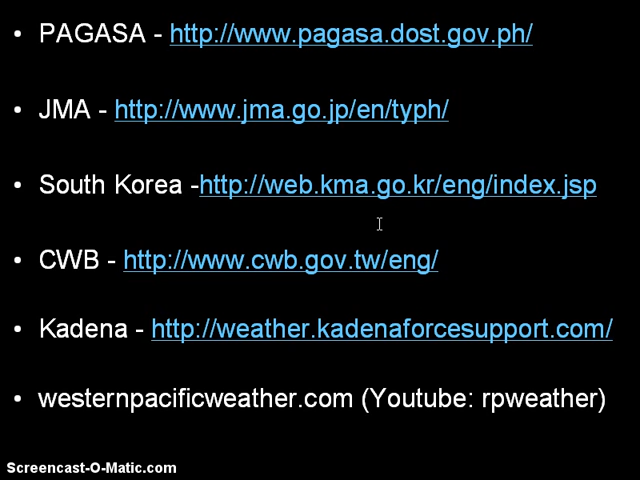 • PAGASA - http://www.pagasa.dost.gov.ph/
• JMA - http://www.jma.go.jp/en/typh/
• South Korea -http://web.kma.go.kr/eng/index.jsp
• CWB - http://www.cwb.gov.tw/eng/
• Kadena - http://weather.kadenaforcesupport.com/
• westernpacificweather.com (Youtube: rpweather)
Screencast-O-Matic.com